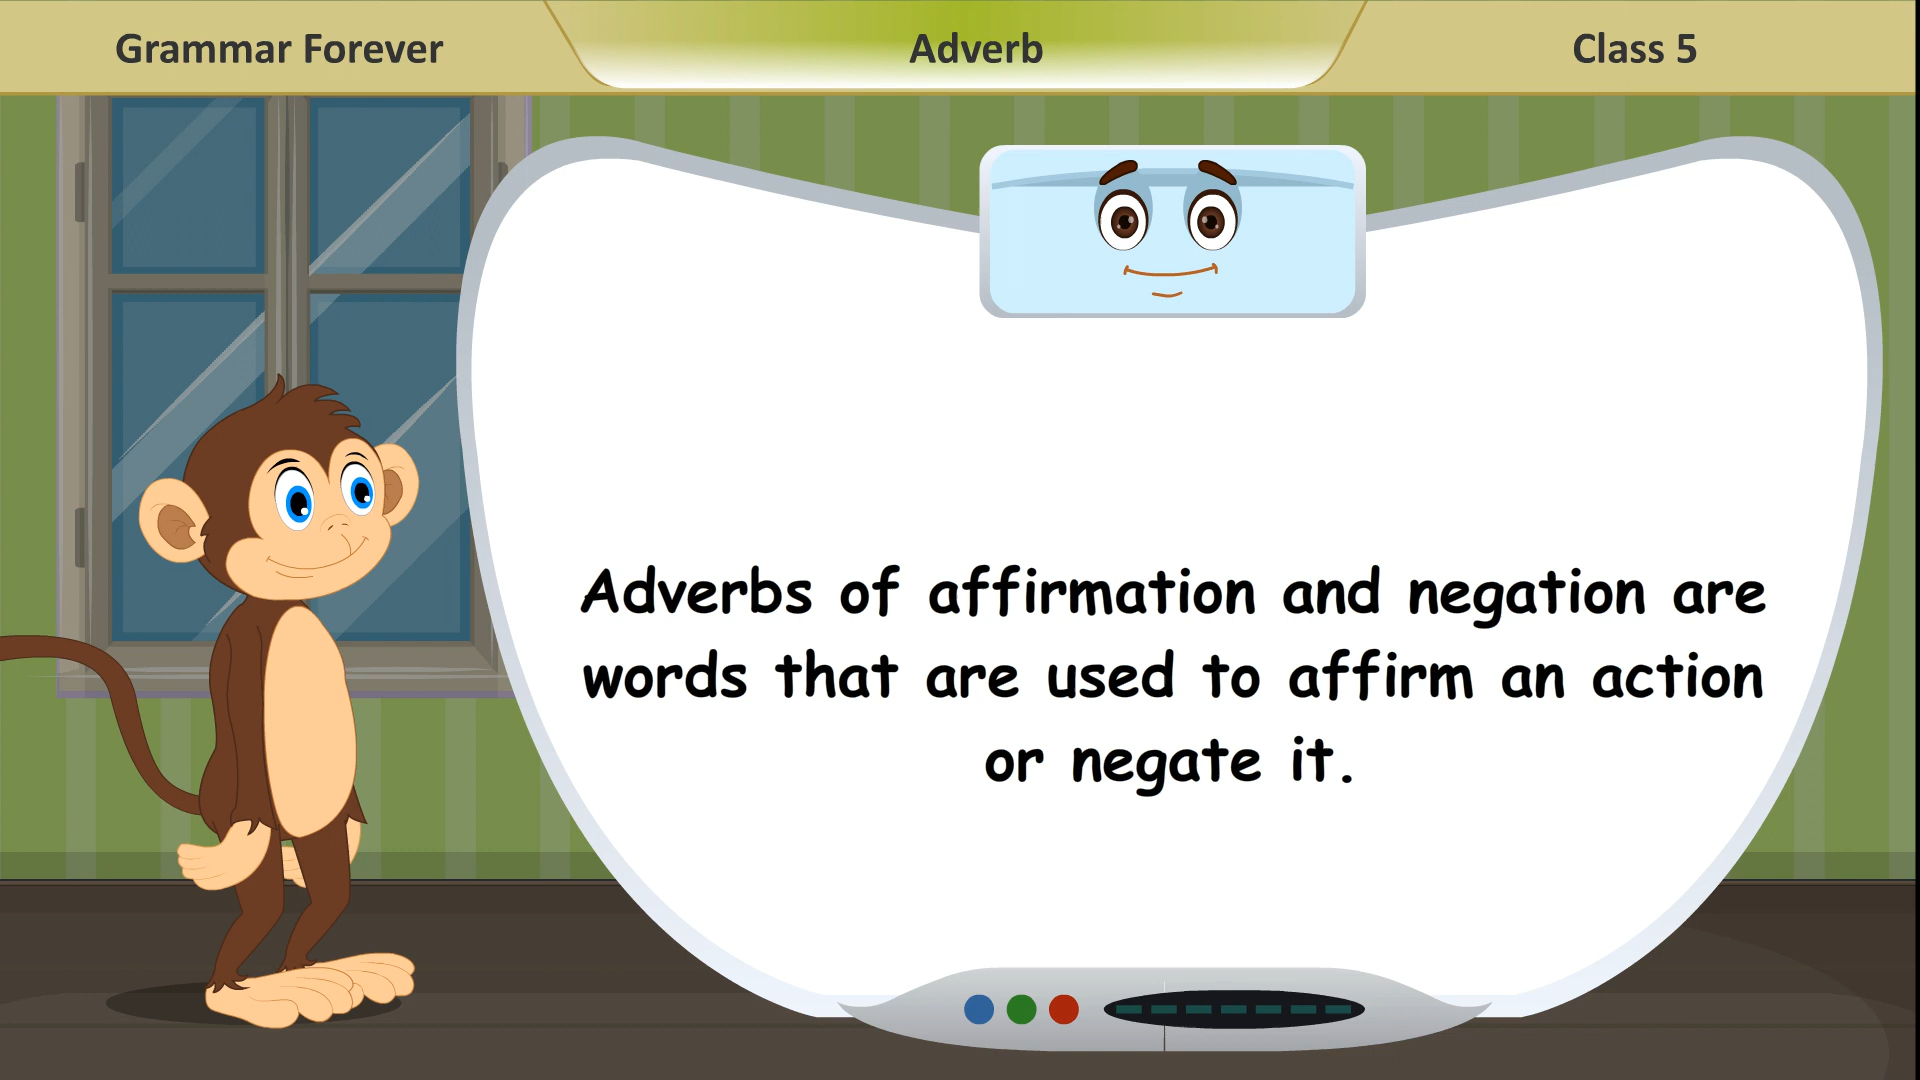 Grammar Forever
Adverb
Class 5
Adverbs of affirmation and negation are
words that are used to affirm an action
or negate it.